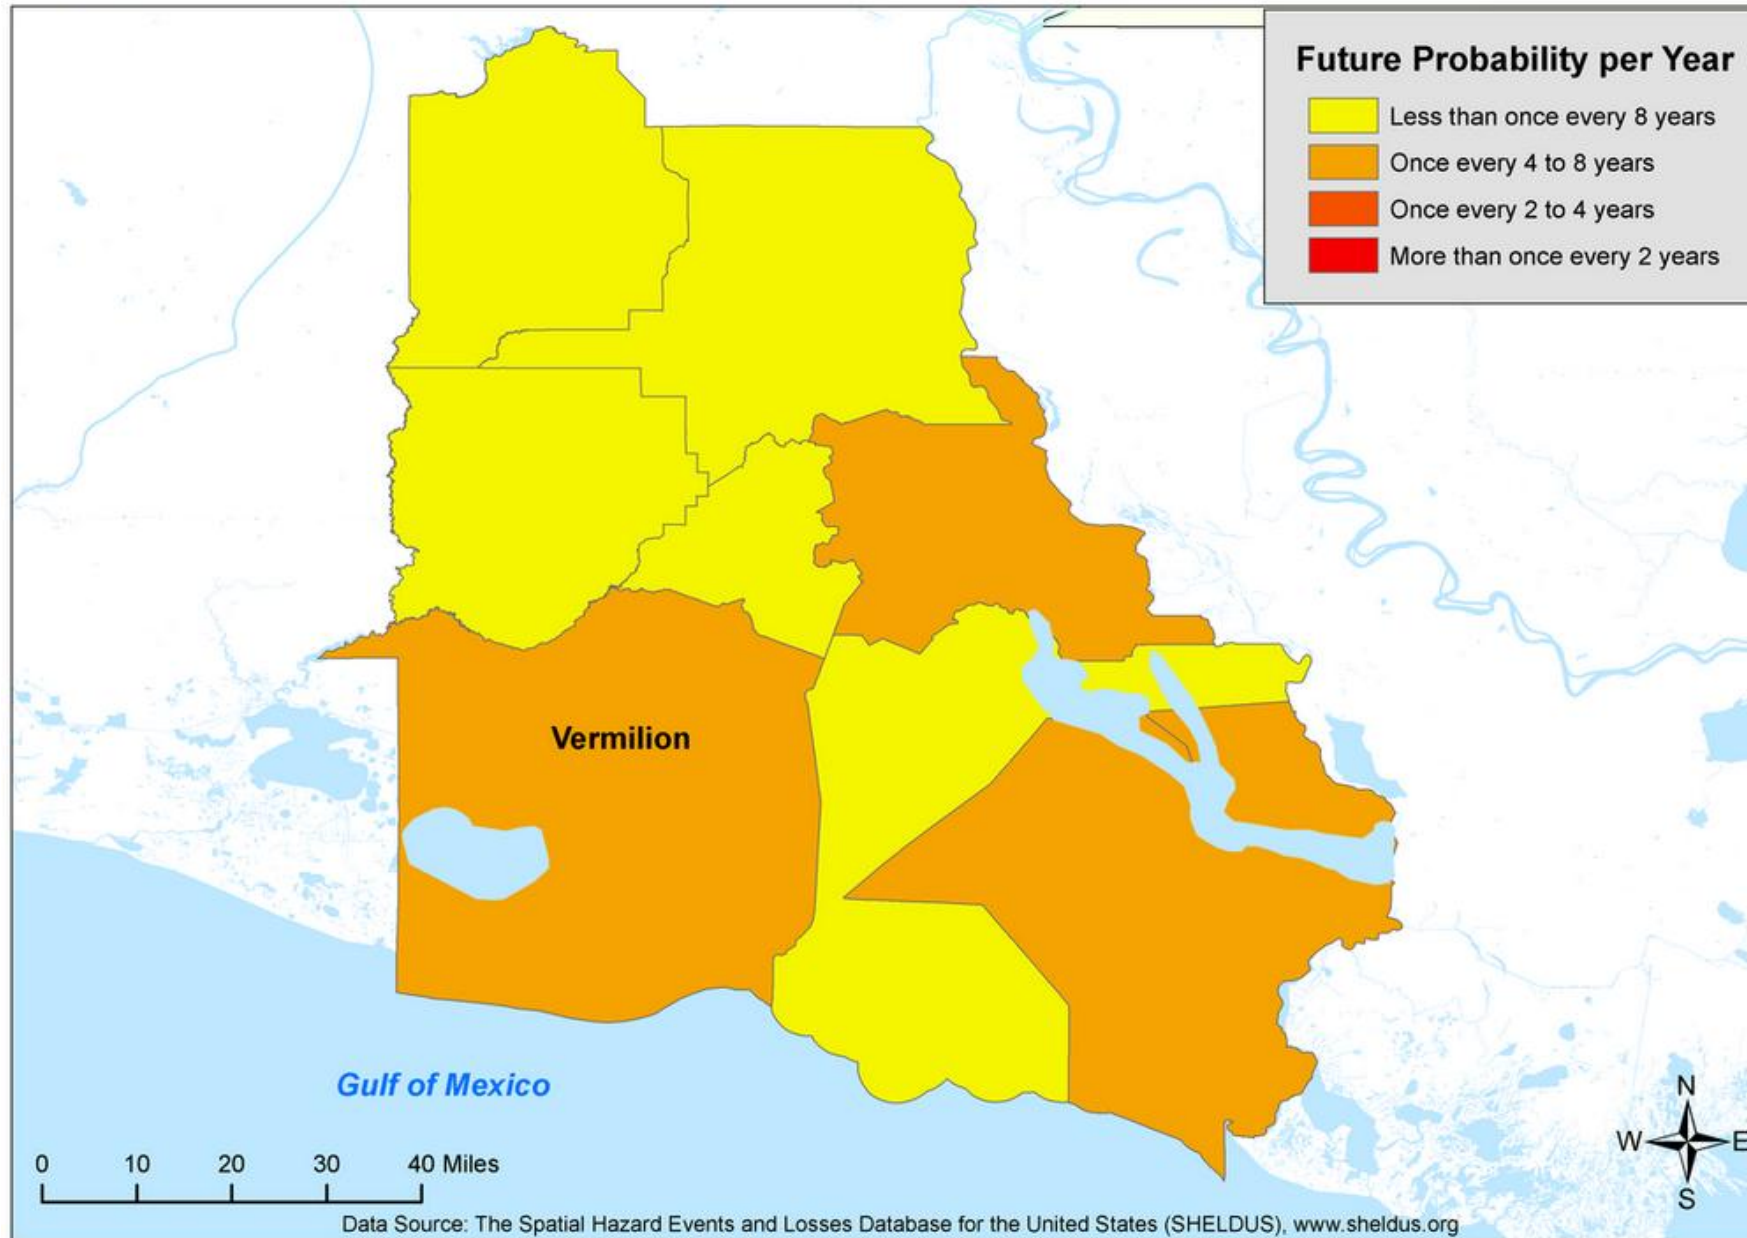 Future Probability per Year
Less than once every 8 years
Once every 4 to 8 years
Once every 2 to 4 years
More than once every 2 years
Vermilion
Gulf of Mexico
N
W E
S
0 10 20 30 40 Miles
Data Source: The Spatial Hazard Events and Losses Database for the United States (SHELDUS), www.sheldus.org